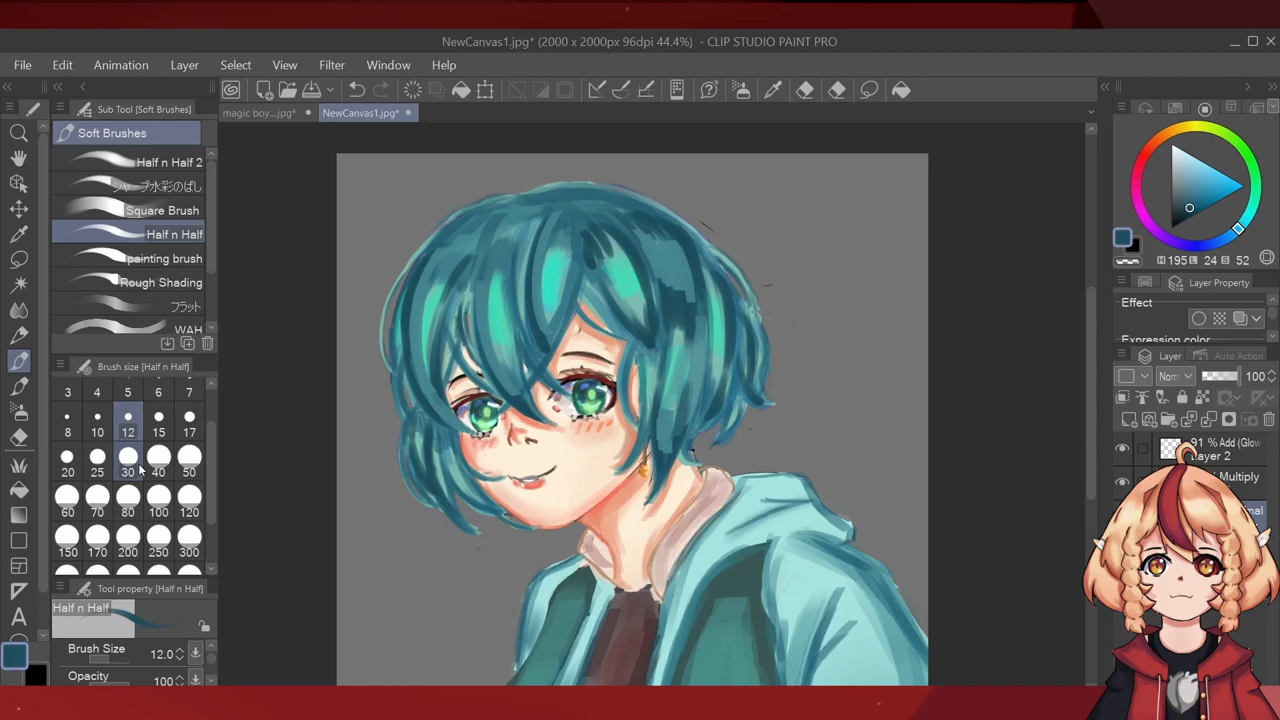 NewCanvas1.jpg* (2000 x 2000px 96dpi 44.4%) - CLIP STUDIO PAINT PRO
File Edit Animation Layer Select View Filter Window Help
Sub Tool [Soft Brushes]
magic boy...jpg* NewCanvas1.jpg*
Soft Brushes
Half n Half 2
シャープ水彩のばし
Square Brush
Half n Half
painting brush
Rough Shading
フラット
WAH
Brush size [Half n Half]
3 4 5 6 7
8 10 12 15 17
20 25 30 40 50
60 70 80 100 120
150 170 200 250 300
Tool property [Half n Half]
Half n Half
Brush Size 12.0
Opacity 100
H 195 L 24 S 52
Layer Property
Effect
Expression color
Layer Auto Action
Nor 100
91 % Add (Glow
Layer 2
Multiply